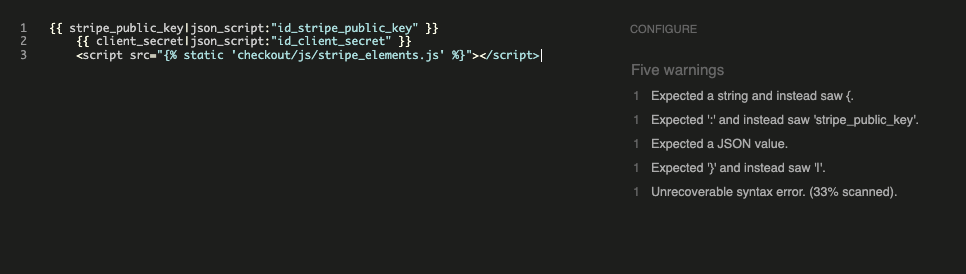 1 {{ stripe_public_key|json_script:"id_stripe_public_key" }}
2 {{ client_secret|json_script:"id_client_secret" }}
3 <script src="{% static 'checkout/js/stripe_elements.js' %}"></script>
CONFIGURE
Five warnings
1 Expected a string and instead saw {.
1 Expected ':' and instead saw 'stripe_public_key'.
1 Expected a JSON value.
1 Expected '}' and instead saw '|'.
1 Unrecoverable syntax error. (33% scanned).